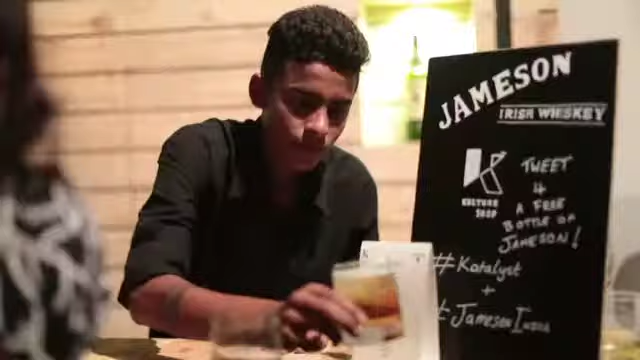 JAMESON
IRISH WHISKEY
KULTURE
SHOP
TWEET
4
A FREE
BOTTLE OF
JAMESON!
#Katalyst
+
#JamesonIndia